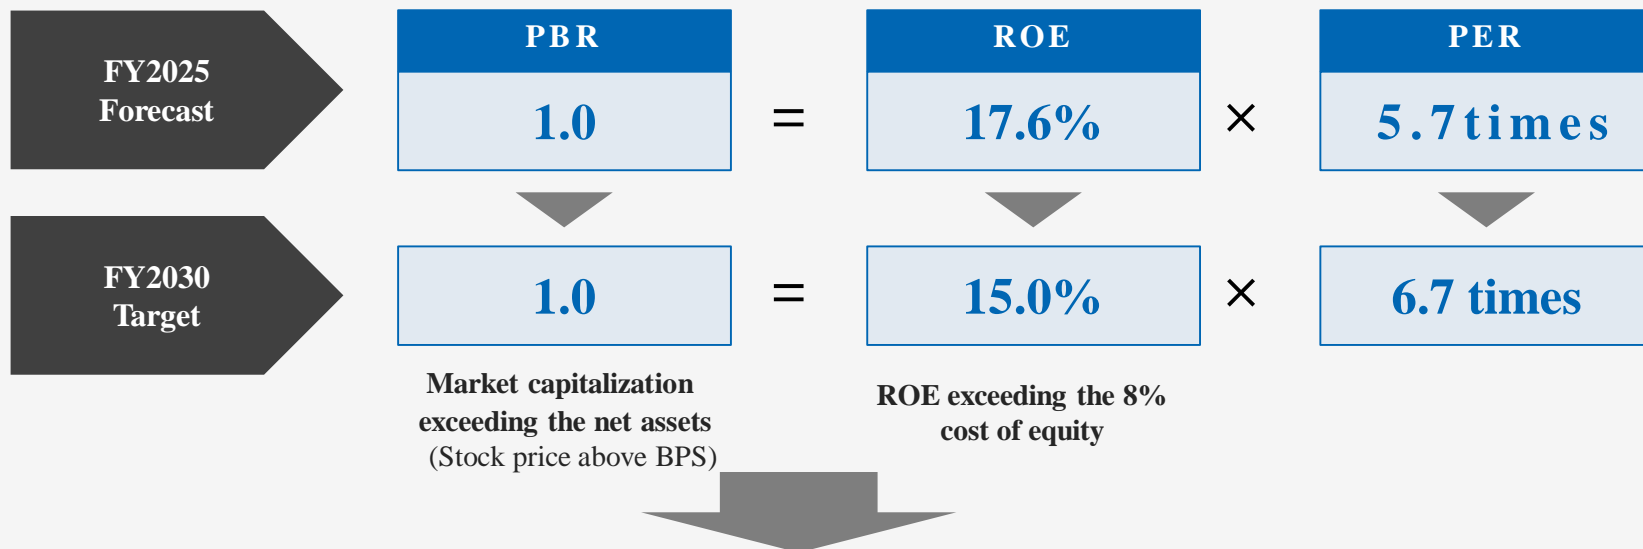 FY2025
Forecast
PBR
1.0
=
ROE
17.6%
×
PER
5.7times
FY2030
Target
1.0
=
15.0%
×
6.7 times
Market capitalization
exceeding the net assets
(Stock price above BPS)
ROE exceeding the 8%
cost of equity